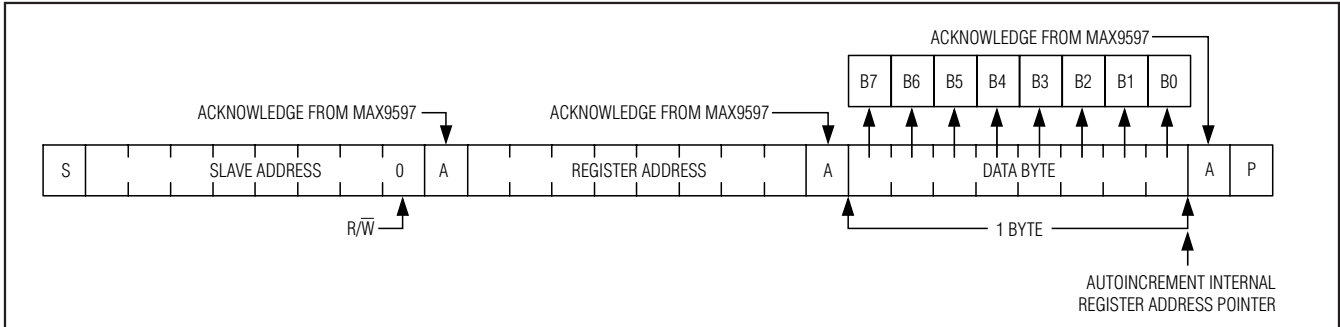 ACKNOWLEDGE FROM MAX9597
B7 B6 B5 B4 B3 B2 B1 B0
ACKNOWLEDGE FROM MAX9597
ACKNOWLEDGE FROM MAX9597
S SLAVE ADDRESS 0 A REGISTER ADDRESS A DATA BYTE A P
R/W̅
1 BYTE
AUTOINCREMENT INTERNAL
REGISTER ADDRESS POINTER